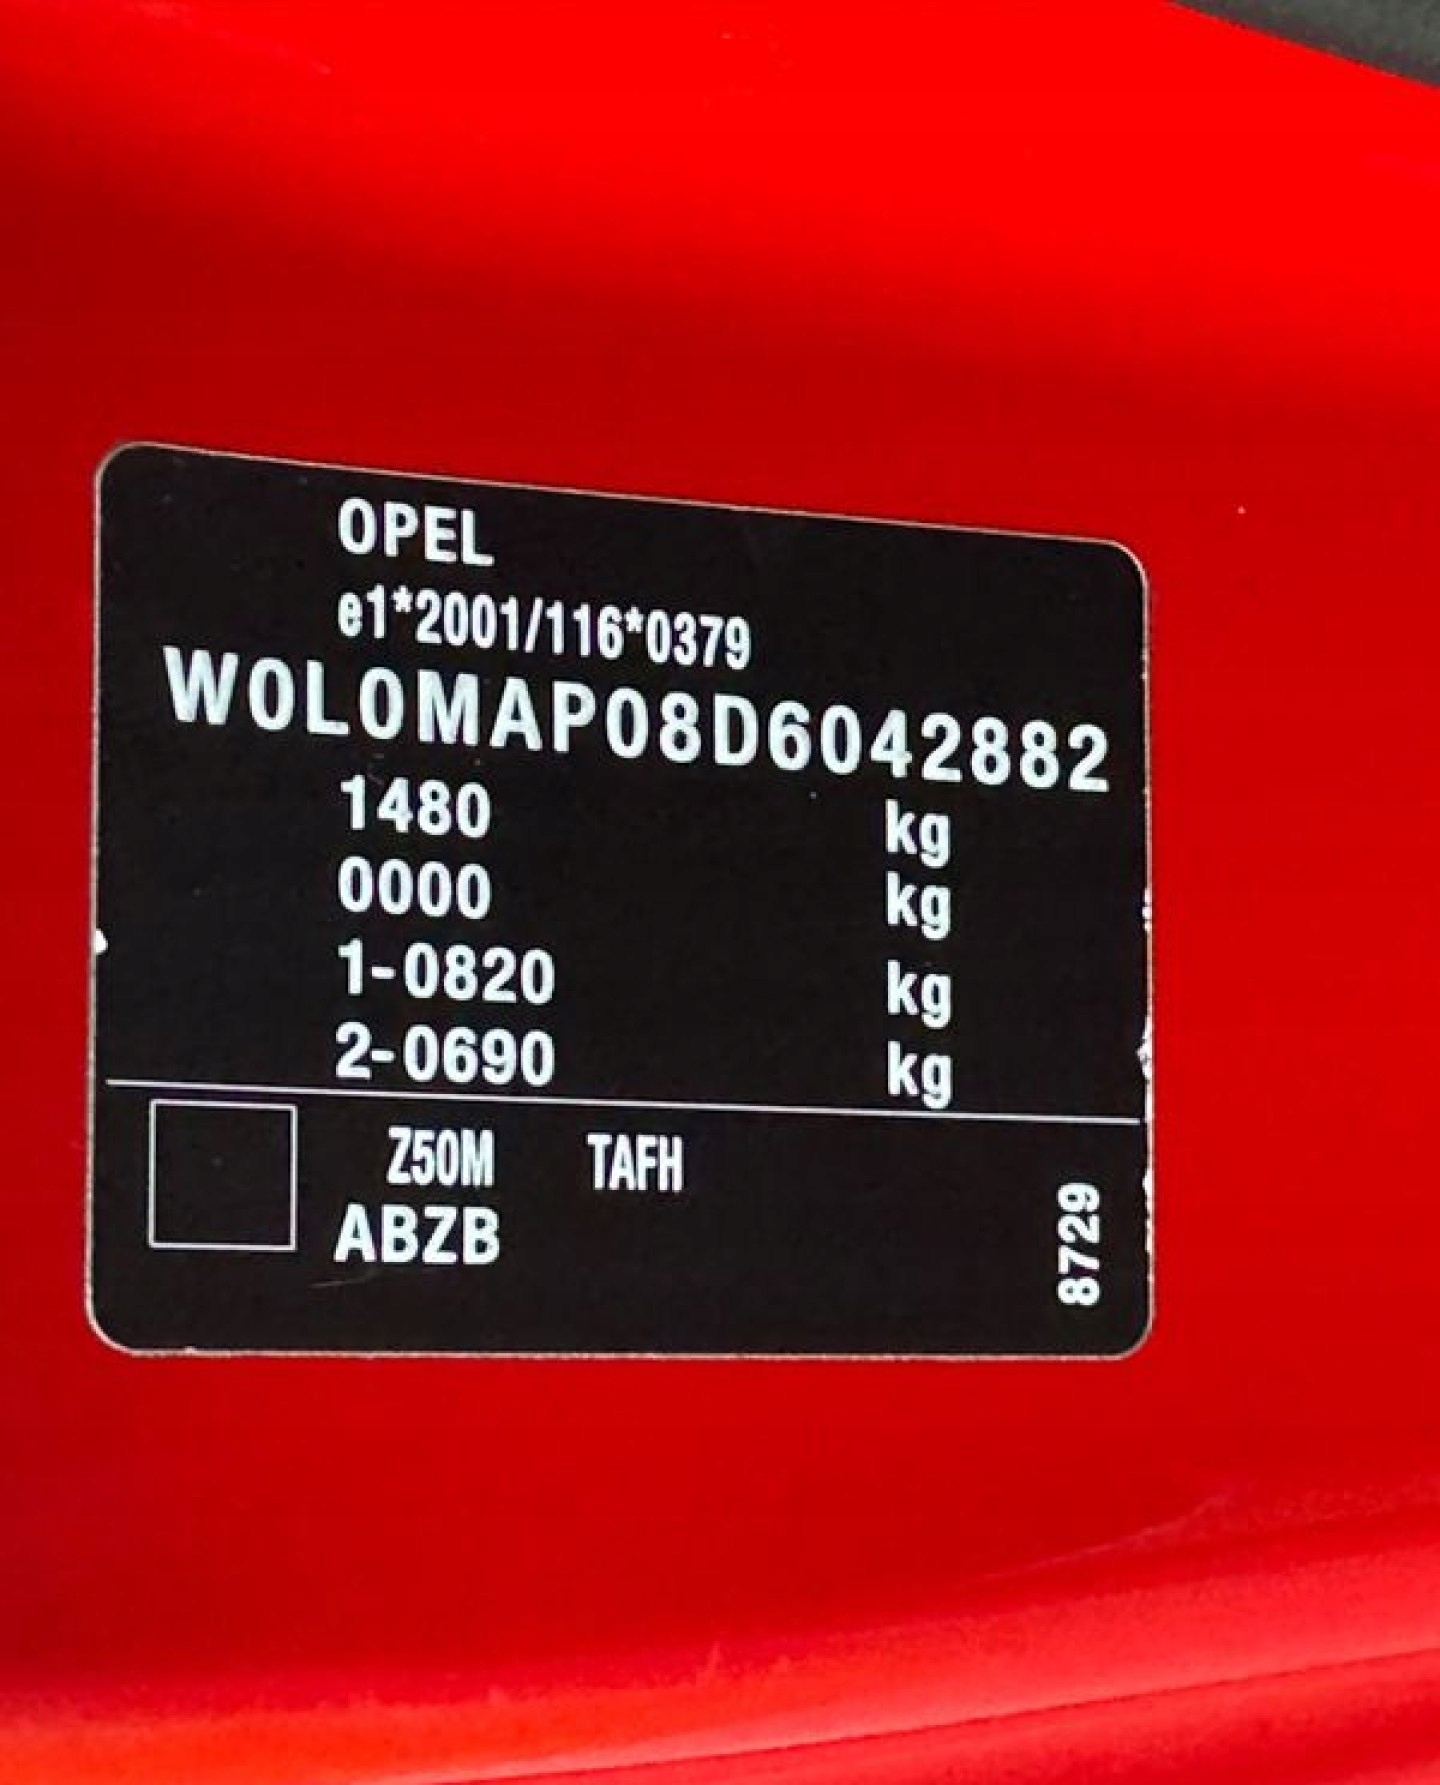 OPEL
e1*2001/116*0379
W0L0MAP08D6042882
1480 kg
0000 kg
1-0820 kg
2-0690 kg
Z50M TAFH
ABZB
8729